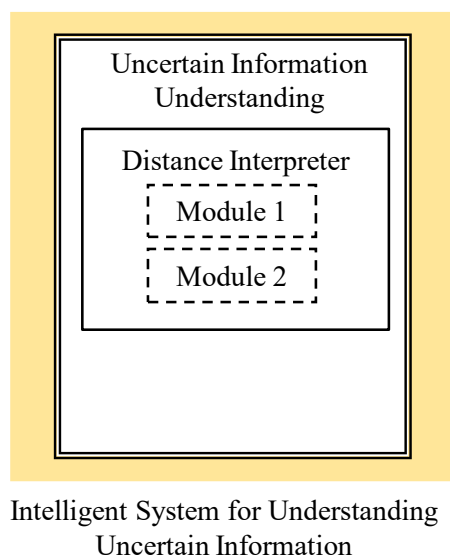 Uncertain Information
Understanding
Distance Interpreter
Module 1
Module 2
Intelligent System for Understanding
Uncertain Information